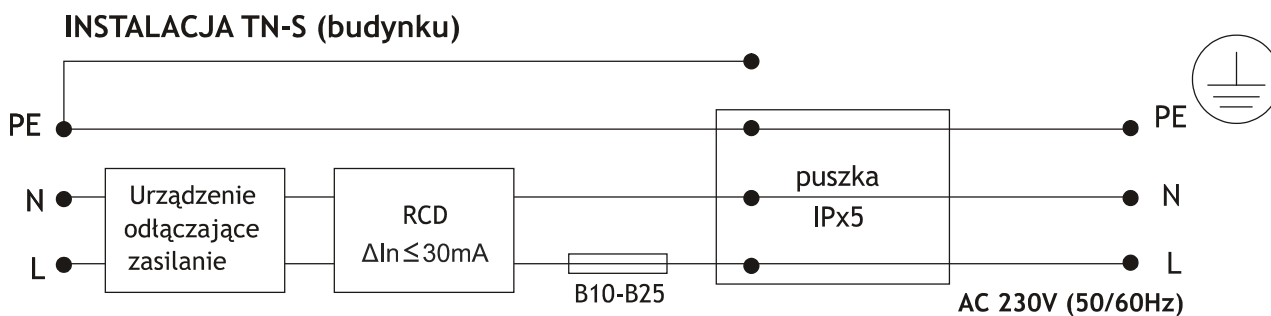 INSTALACJA TN-S (budynku)
PE
PE
N
Urządzenie
odłączające
zasilanie
RCD
ΔIn≤30mA
puszka
IPx5
N
L
B10-B25
L
AC 230V (50/60Hz)